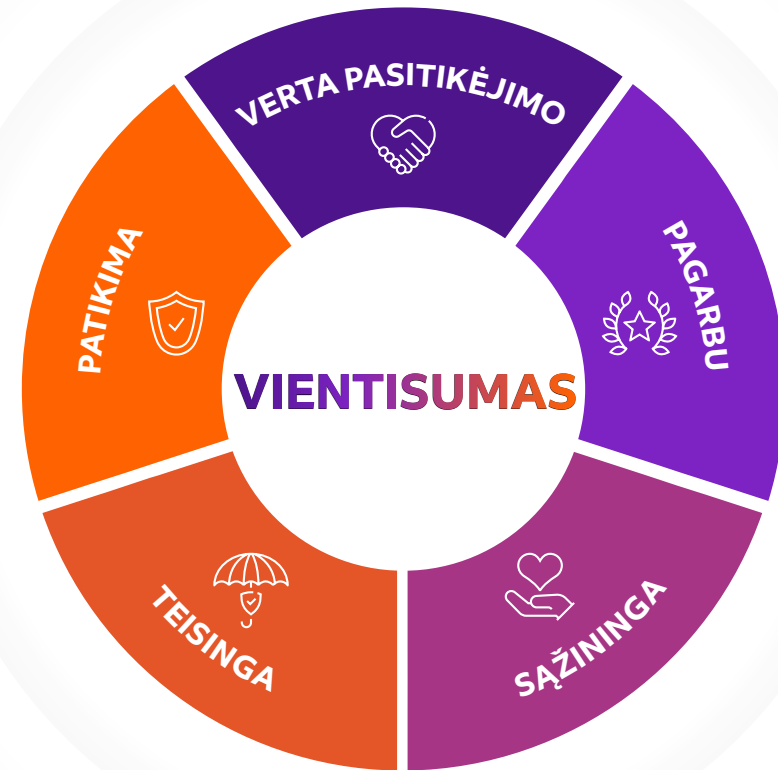 VERTA PASITIKĖJIMO
PAGARBU
SĄŽININGA
TEISINGA
PATIKIMA
VIENTISUMAS